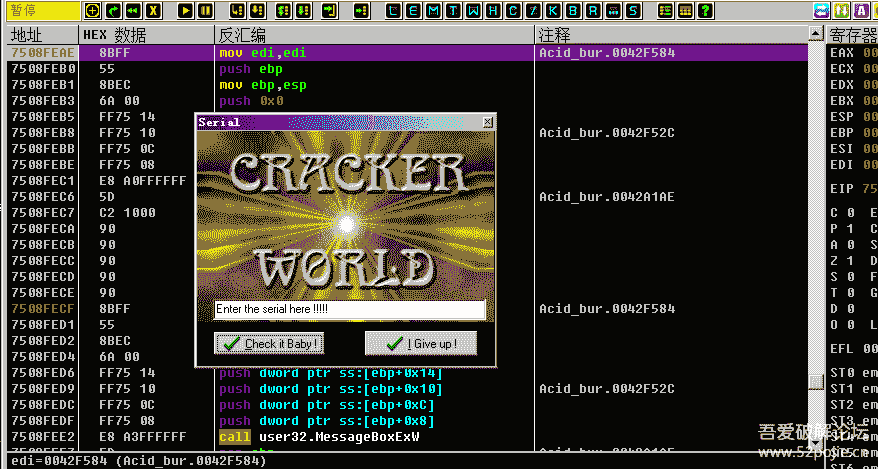 暂停
L E M T W H C Z K B R M S
A
地址 HEX 数据 反汇编 注释 寄存器
7508FEAE 8BFF mov edi,edi Acid_bur.0042F584 EAX 00
7508FEB0 55 push ebp ECX 00
7508FEB1 8BEC mov ebp,esp EDX 00
7508FEB3 6A 00 push 0x0 EBX 00
7508FEB5 FF75 14 ESP 00
7508FEB8 FF75 10 Acid_bur.0042F52C EBP 00
7508FEBB FF75 0C ESI 00
7508FEBE FF75 08 EDI 00
7508FEC1 E8 A0FFFFFF
7508FEC6 5D Acid_bur.0042A1AE EIP 75
7508FEC7 C2 1000 C 0 E
7508FECA 90 P 1 C
7508FECB 90 A 0 S
7508FECC 90 Z 1 D
7508FECD 90 S 0 F
7508FECE 90 T 0 G
7508FECF 8BFF Acid_bur.0042F584 D 0
7508FED1 55 O 0 L
7508FED2 8BEC
7508FED4 6A 00 EFL 00
7508FED6 FF75 14 push dword ptr ss:[ebp+0x14] ST0 em
7508FED9 FF75 10 push dword ptr ss:[ebp+0x10] Acid_bur.0042F52C ST1 em
7508FEDC FF75 0C push dword ptr ss:[ebp+0xC] ST2 em
7508FEDF FF75 08 push dword ptr ss:[ebp+0x8] ST3 em
7508FEE2 E8 A3FFFFFF call user32.MessageBoxExW
edi=0042F584 (Acid_bur.0042F584)
Serial
CRACKER
WORLD
Enter the serial here !!!!!
Check it Baby !
I Give up !
吾爱破解论坛
www.52pojie.cn